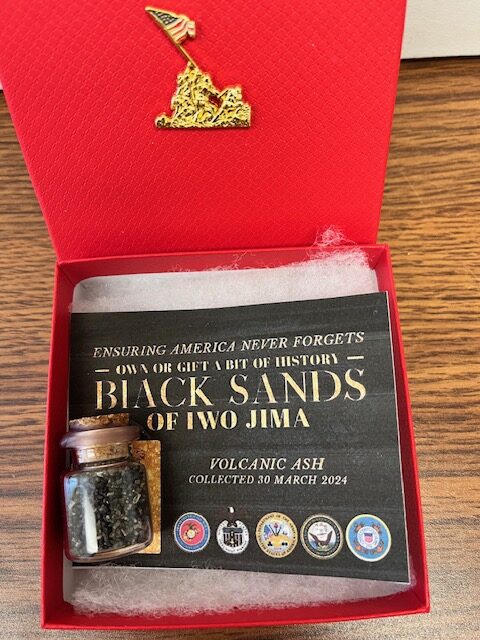 ENSURING AMERICA NEVER FORGETS
— OWN OR GIFT A BIT OF HISTORY —
BLACK SANDS
OF IWO JIMA
VOLCANIC ASH
COLLECTED 30 MARCH 2024